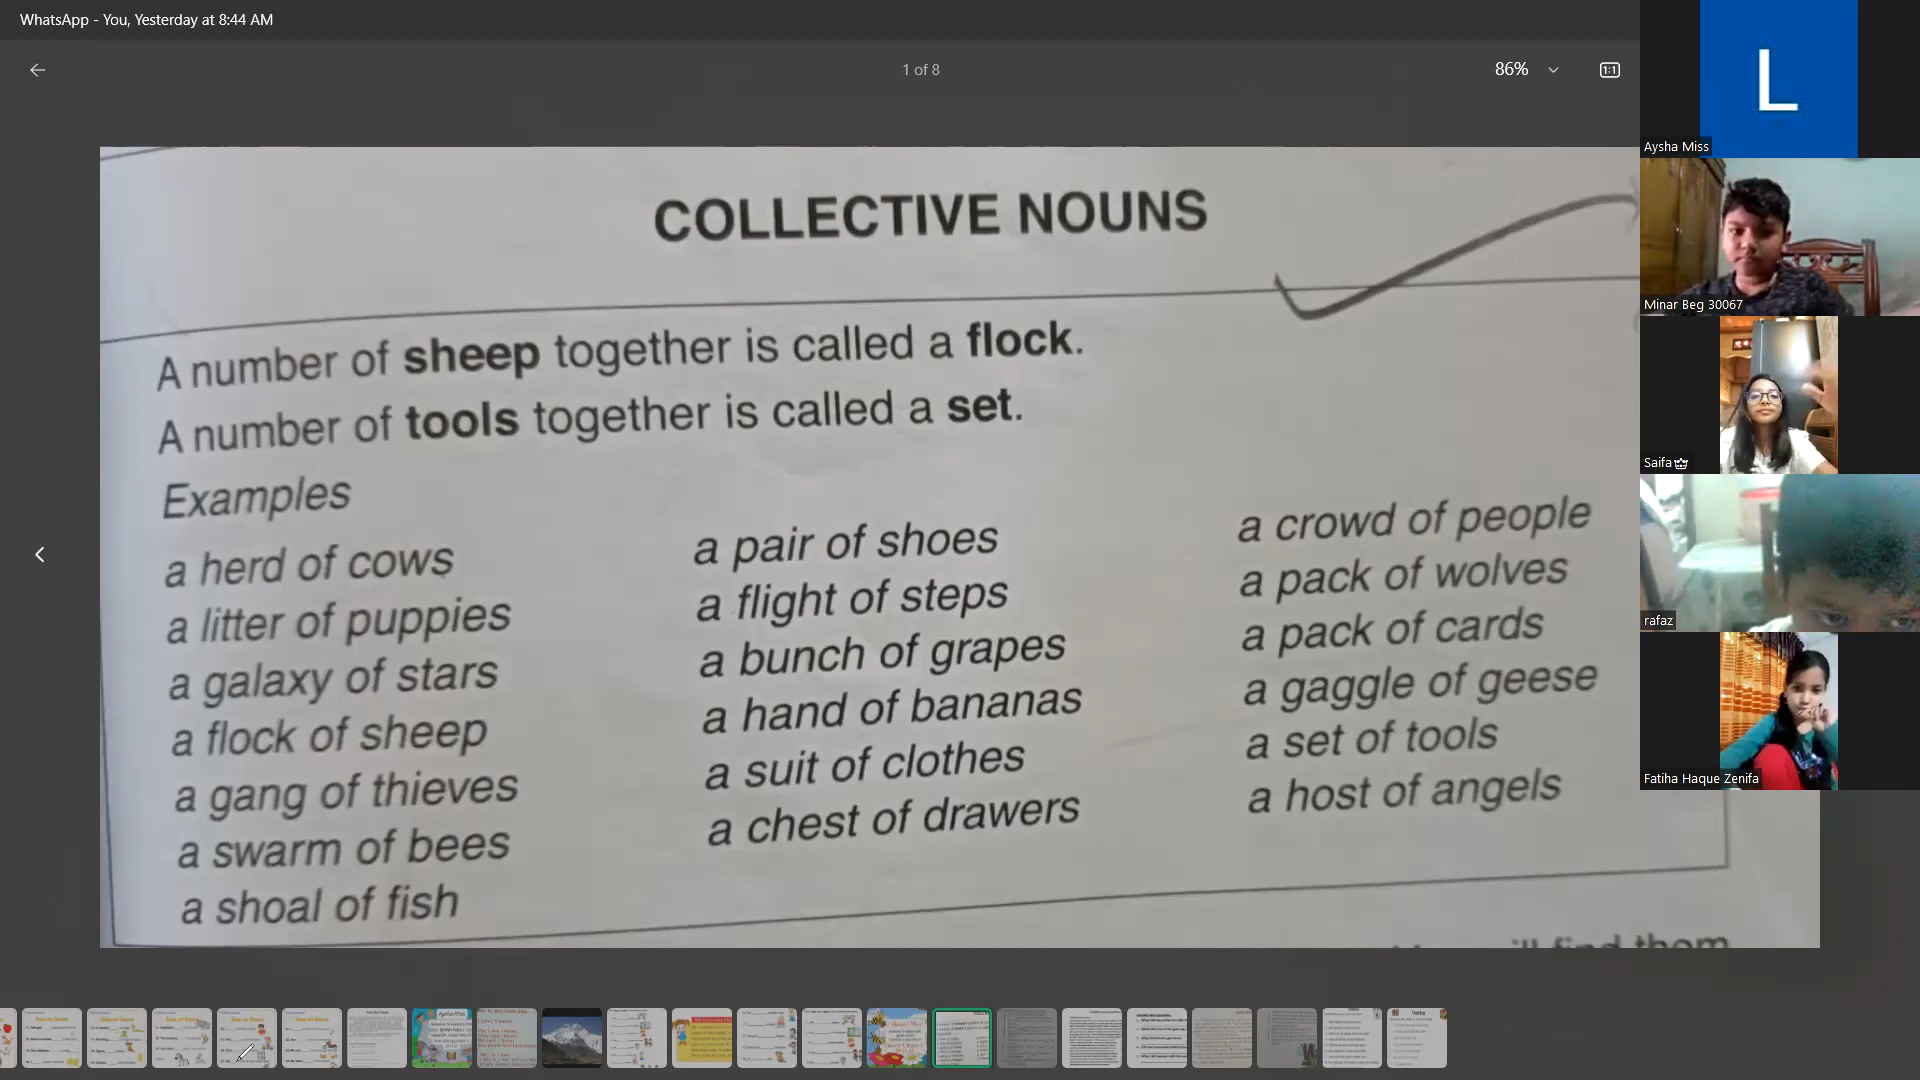 WhatsApp - You, Yesterday at 8:44 AM
1 of 8
86%
1:1
COLLECTIVE NOUNS
A number of sheep together is called a flock.
A number of tools together is called a set.
Examples
a herd of cows
a litter of puppies
a galaxy of stars
a flock of sheep
a gang of thieves
a swarm of bees
a shoal of fish
a pair of shoes
a flight of steps
a bunch of grapes
a hand of bananas
a suit of clothes
a chest of drawers
a crowd of people
a pack of wolves
a pack of cards
a gaggle of geese
a set of tools
a host of angels
find them
L
Aysha Miss
Minar Beg 30067
Saifa
rafaz
Fatiha Haque Zenifa